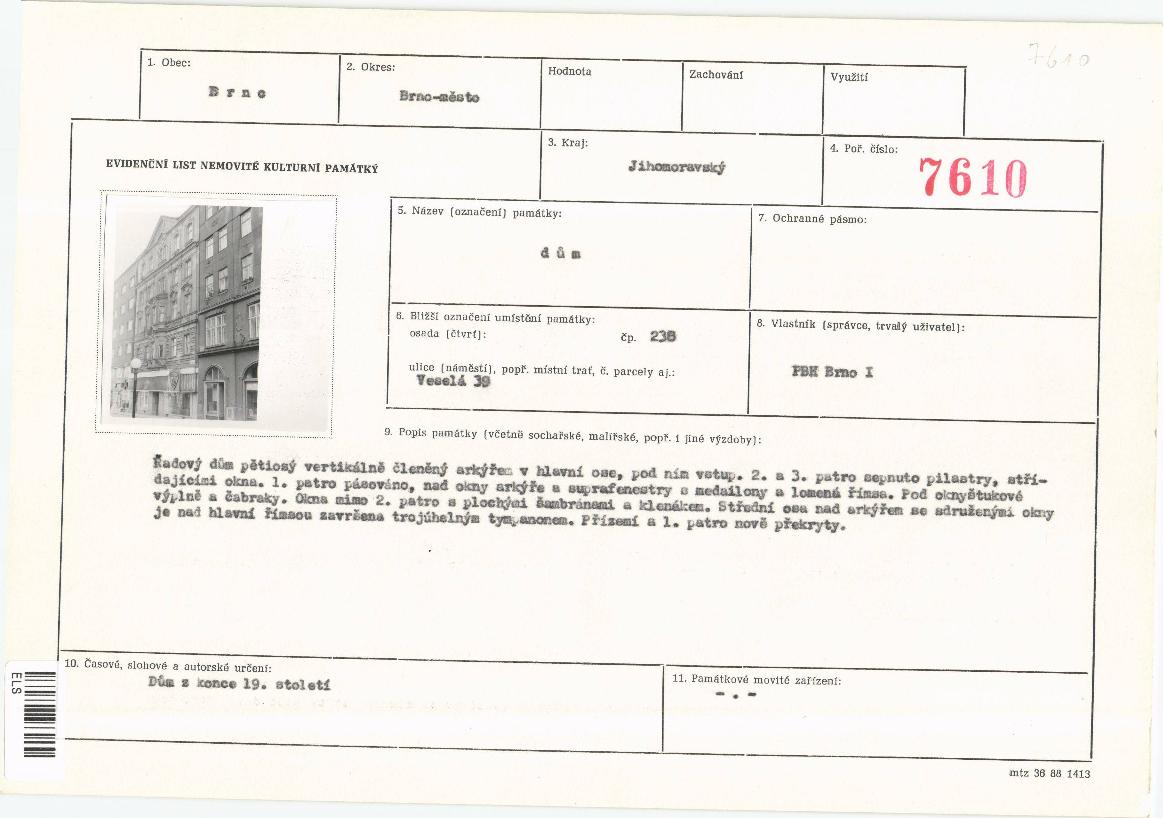 7610
1. Obec:
B r n o
2. Okres:
Brno-město
Hodnota
Zachování
Využití
EVIDENČNÍ LIST NEMOVITÉ KULTURNÍ PAMÁTKY
3. Kraj:
Jihomoravský
4. Poř. číslo:
7610
5. Název (označení) památky:
d ů m
7. Ochranné pásmo:
6. Bližší označení umístění památky:
osada (čtvrť):
čp. 238
ulice (náměstí), popř. místní trať, č. parcely aj.:
Veselá 39
8. Vlastník (správce, trvalý uživatel):
PBH Brno I
9. Popis památky (včetně sochařské, malířské, popř. i jiné výzdoby):
Řadový dům pětiosý vertikálně členěný arkýřem v hlavní ose, pod ním vstup. 2. a 3. patro sepnuto pilastry, stří-
dajícími okna. 1. patro pásováno, nad okny arkýře a suprafenestry s medailony a lomená římsa. Pod oknyštukové
výplně a čabraky. Okna mimo 2. patro s plochými šambránami a klenákem. Střední osa nad arkýřem se sdruženými okny
je nad hlavní římsou završena trojúhelným tympanonem. Přízemí a 1. patro nově překryty.
10. Časové, slohové a autorské určení:
Dům z konce 19. století
11. Památkové movité zařízení:
- . -
ELS
mtz 36 88 1413